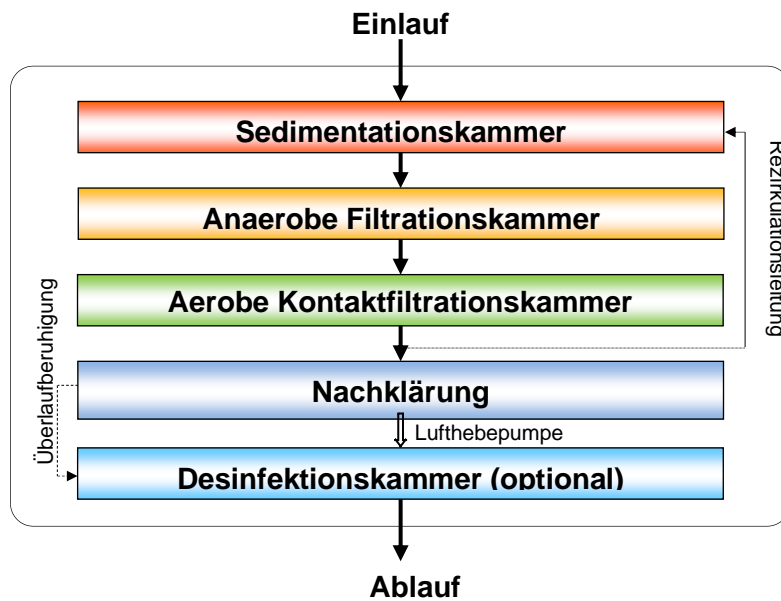 Einlauf
Sedimentationskammer
Rezirkulationsleitung
Anaerobe Filtrationskammer
Aerobe Kontaktfiltrationskammer
Überlaufberuhigung
Nachklärung
Lufthebepumpe
Desinfektionskammer (optional)
Ablauf